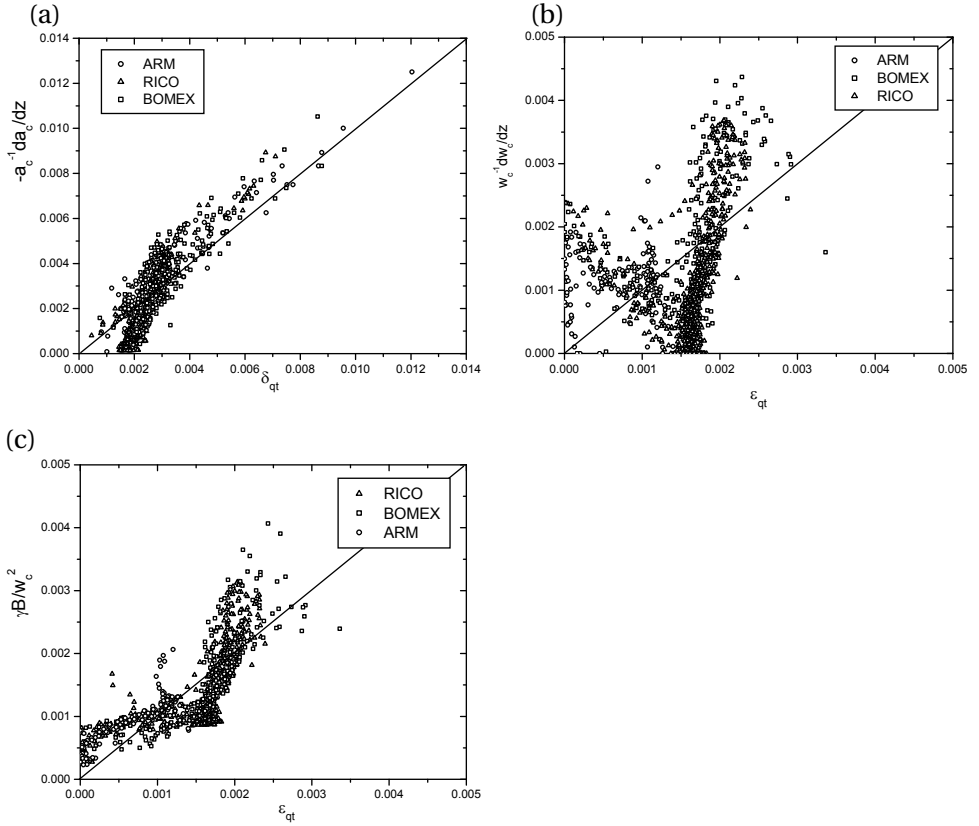 (a)
-0.014
0.012
0.010
0.008
0.006
0.004
0.002
0.000
-a_c^-1 da_c/dz
ARM
RICO
BOMEX
0.000 0.002 0.004 0.006 0.008 0.010 0.012 0.014
δ_qt
(b)
0.005
0.004
0.003
0.002
0.001
0.000
w_c^-1 dw_c/dz
ARM
BOMEX
RICO
0.000 0.001 0.002 0.003 0.004 0.005
ε_qt
(c)
0.005
0.004
0.003
0.002
0.001
0.000
γB/w_c^2
RICO
BOMEX
ARM
0.000 0.001 0.002 0.003 0.004 0.005
ε_qt